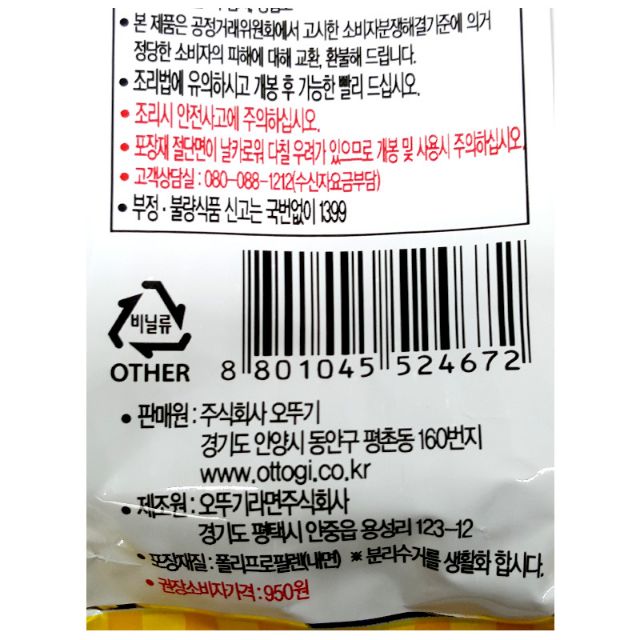 • 본 제품은 공정거래위원회에서 고시한 소비자분쟁해결기준에 의거
정당한 소비자의 피해에 대해 교환, 환불해 드립니다.
• 조리법에 유의하시고 개봉 후 가능한 빨리 드십시오.
• 조리시 안전사고에 주의하십시오.
• 포장재 절단면이 날카로워 다칠 우려가 있으므로 개봉 및 사용시 주의하십시오.
• 고객상담실 : 080-088-1212(수신자요금부담)
• 부정·불량식품 신고는 국번없이 1399
비닐류
OTHER
8 801045 524672
• 판매원 : 주식회사 오뚜기
경기도 안양시 동안구 평촌동 160번지
www.ottogi.co.kr
• 제조원 : 오뚜기라면주식회사
경기도 평택시 안중읍 용성리 123-12
• 포장재질 : 폴리프로필렌(내면) ※ 분리수거를 생활화 합시다.
• 권장소비자가격 : 950원